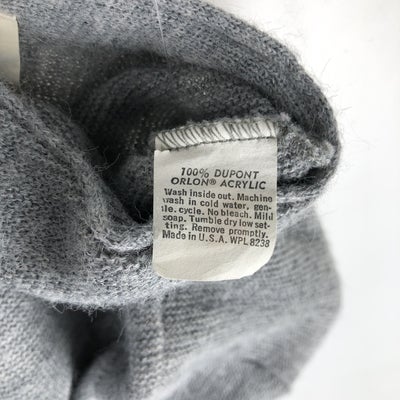 100% DUPONT
ORLON® ACRYLIC
Wash inside out. Machine
wash in cold water, gen-
tle. cycle. No bleach. Mild
soap. Tumble dry low set-
ting. Remove promptly.
Made in U.S.A. WPL 8238